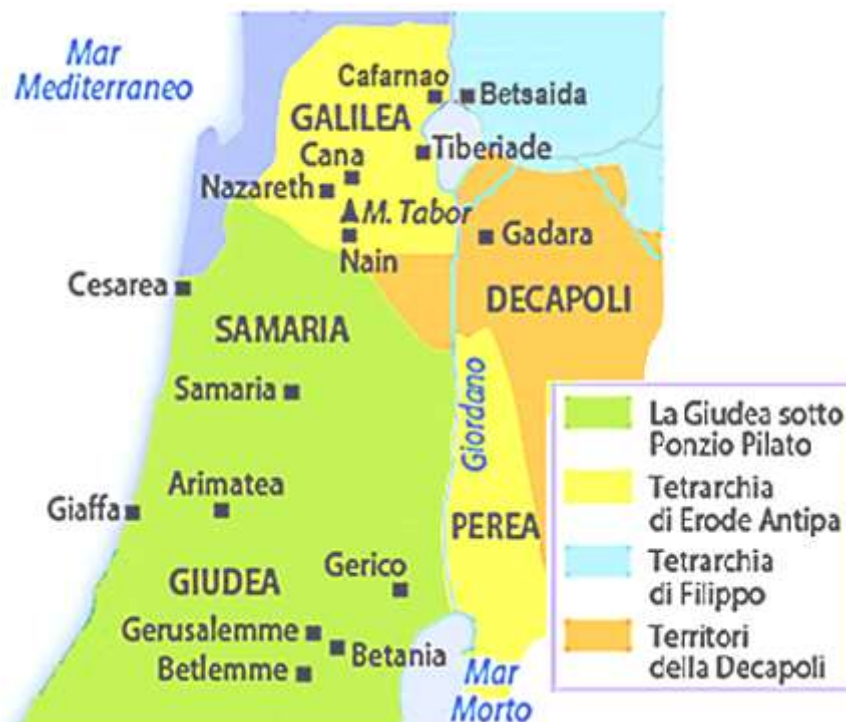 Mar
Mediterraneo
Cafarnao
Betsaida
GALILEA
Cana
Tiberiade
Nazareth
M. Tabor
Nain
Gadara
Cesarea
DECAPOLI
SAMARIA
Samaria
Giordano
Arimatea
Giaffa
PEREA
Gerico
GIUDEA
Gerusalemme
Betania
Betlemme
Mar
Morto
La Giudea sotto
Ponzio Pilato
Tetrarchia
di Erode Antipa
Tetrarchia
di Filippo
Territori
della Decapoli